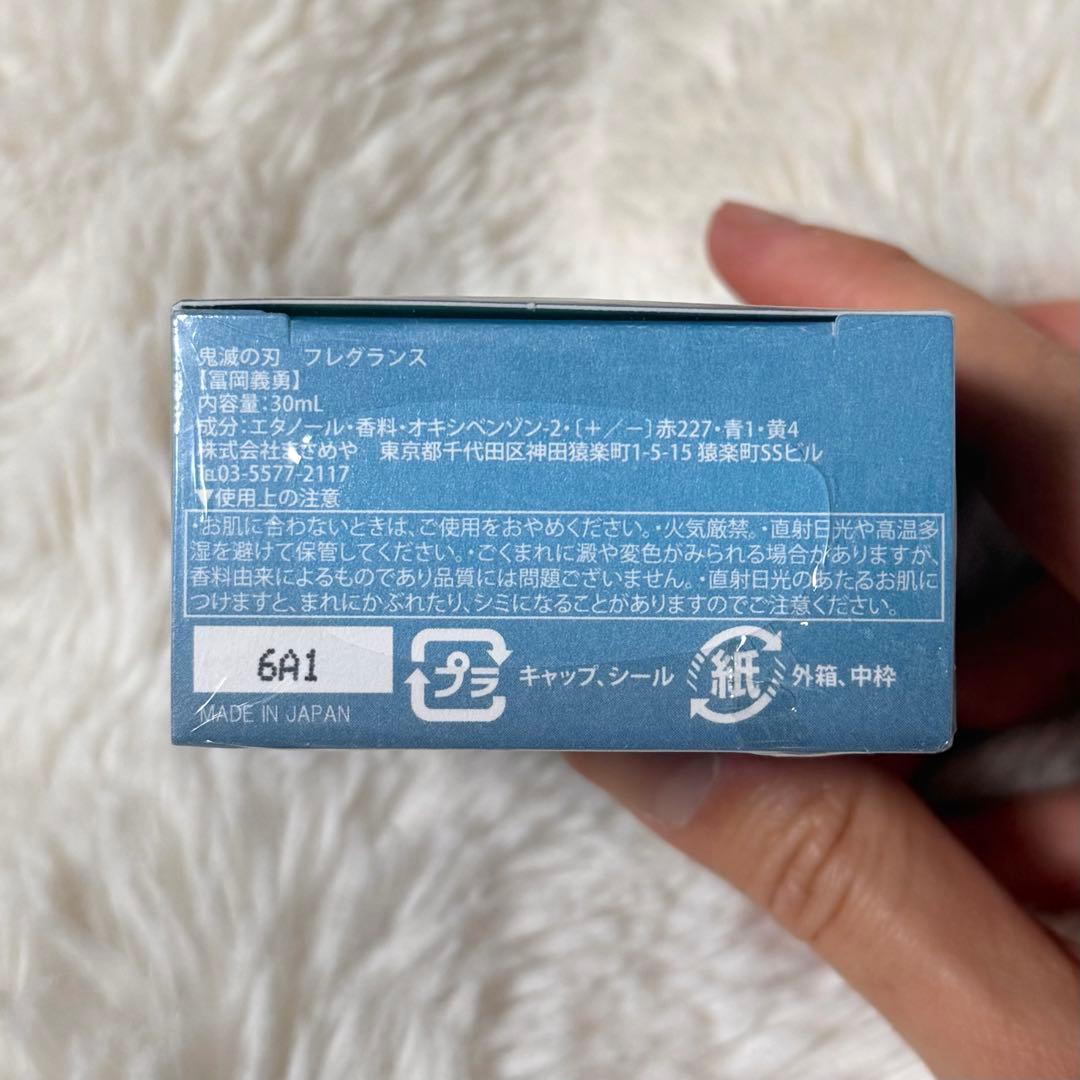 鬼滅の刃　フレグランス
【冨岡義勇】
内容量：30mL
成分：エタノール・香料・オキシベンゾン-2・〔＋／－〕赤227・青1・黄4
株式会社まさめや　東京都千代田区神田猿楽町1-5-15 猿楽町SSビル
℡03-5577-2117
▼使用上の注意
・お肌に合わないときは、ご使用をおやめください。・火気厳禁。・直射日光や高温多
湿を避けて保管してください。・ごくまれに澱や変色がみられる場合がありますが、
香料由来によるものであり品質には問題ございません。・直射日光のあたるお肌に
つけますと、まれにかぶれたり、シミになることがありますのでご注意ください。
6A1
プラ キャップ、シール
紙 外箱、中枠
MADE IN JAPAN